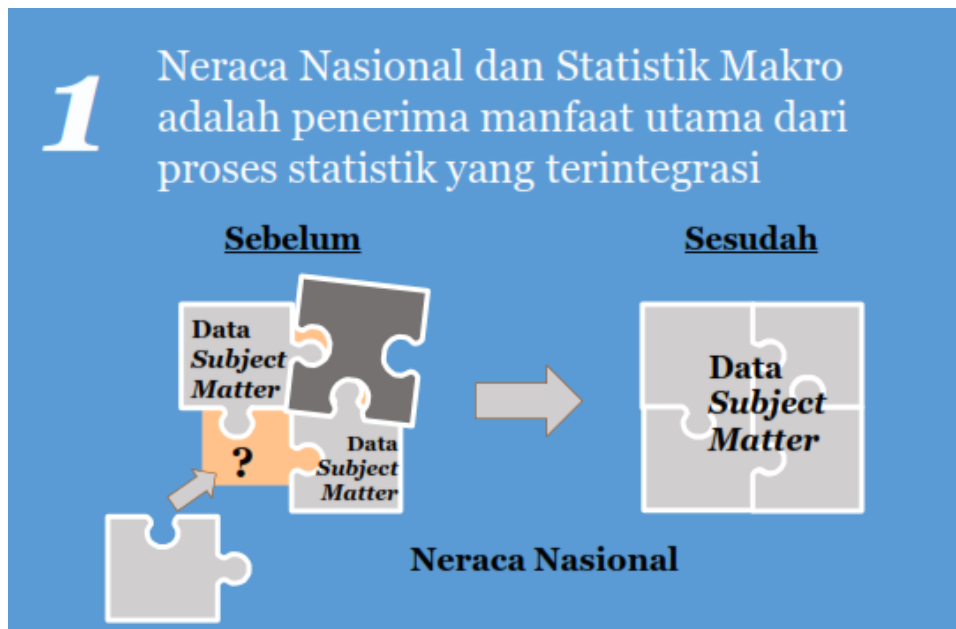 1
Neraca Nasional dan Statistik Makro
adalah penerima manfaat utama dari
proses statistik yang terintegrasi
Sebelum
Sesudah
Data
Subject
Matter
?
Data
Subject
Matter
Data
Subject
Matter
Neraca Nasional